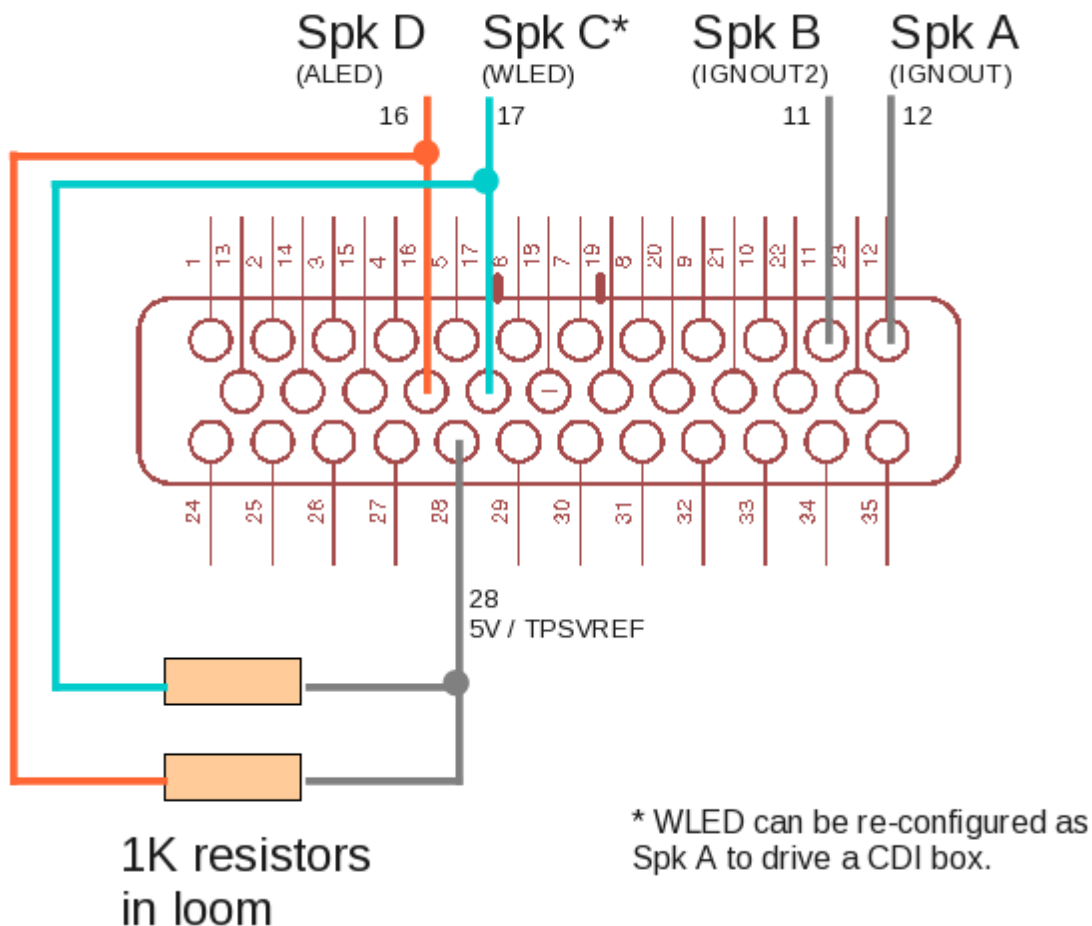 Spk D Spk C* Spk B Spk A
(ALED) (WLED) (IGNOUT2) (IGNOUT)
16 17 11 12
1 13 2 14 3 15 4 16 5 17 6 18 7 19 8 20 9 21 10 22 11 23 12
24 25 26 27 28 29 30 31 32 33 34 35
28
5V / TPSVREF
1K resistors
in loom
* WLED can be re-configured as
Spk A to drive a CDI box.